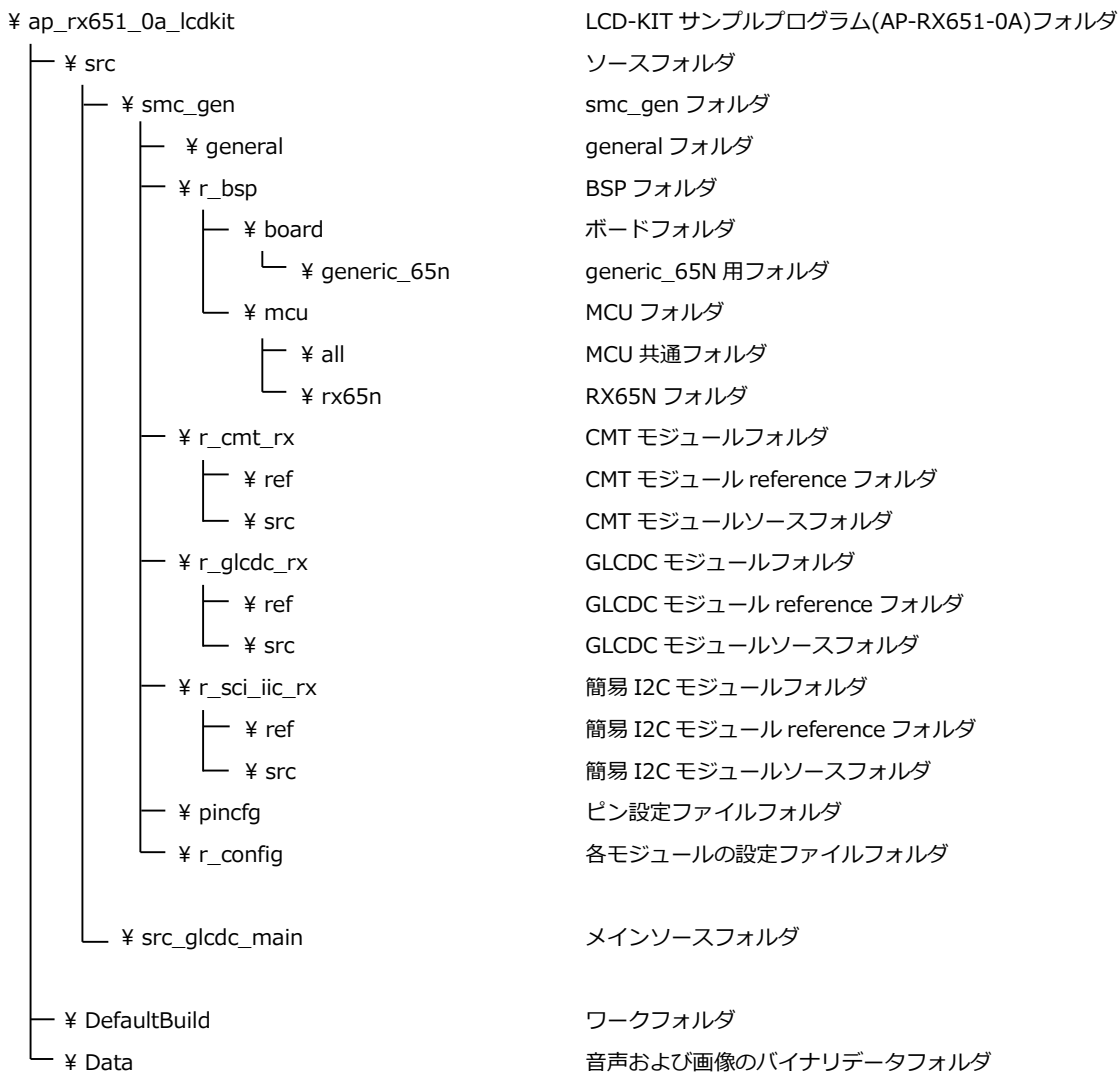 ¥ ap_rx651_0a_lcdkit LCD-KIT サンプルプログラム(AP-RX651-0A)フォルダ
¥ src ソースフォルダ
¥ smc_gen smc_gen フォルダ
¥ general general フォルダ
¥ r_bsp BSP フォルダ
¥ board ボードフォルダ
¥ generic_65n generic_65N 用フォルダ
¥ mcu MCU フォルダ
¥ all MCU 共通フォルダ
¥ rx65n RX65N フォルダ
¥ r_cmt_rx CMT モジュールフォルダ
¥ ref CMT モジュール reference フォルダ
¥ src CMT モジュールソースフォルダ
¥ r_glcdc_rx GLCDC モジュールフォルダ
¥ ref GLCDC モジュール reference フォルダ
¥ src GLCDC モジュールソースフォルダ
¥ r_sci_iic_rx 簡易 I2C モジュールフォルダ
¥ ref 簡易 I2C モジュール reference フォルダ
¥ src 簡易 I2C モジュールソースフォルダ
¥ pincfg ピン設定ファイルフォルダ
¥ r_config 各モジュールの設定ファイルフォルダ
¥ src_glcdc_main メインソースフォルダ
¥ DefaultBuild ワークフォルダ
¥ Data 音声および画像のバイナリデータフォルダ